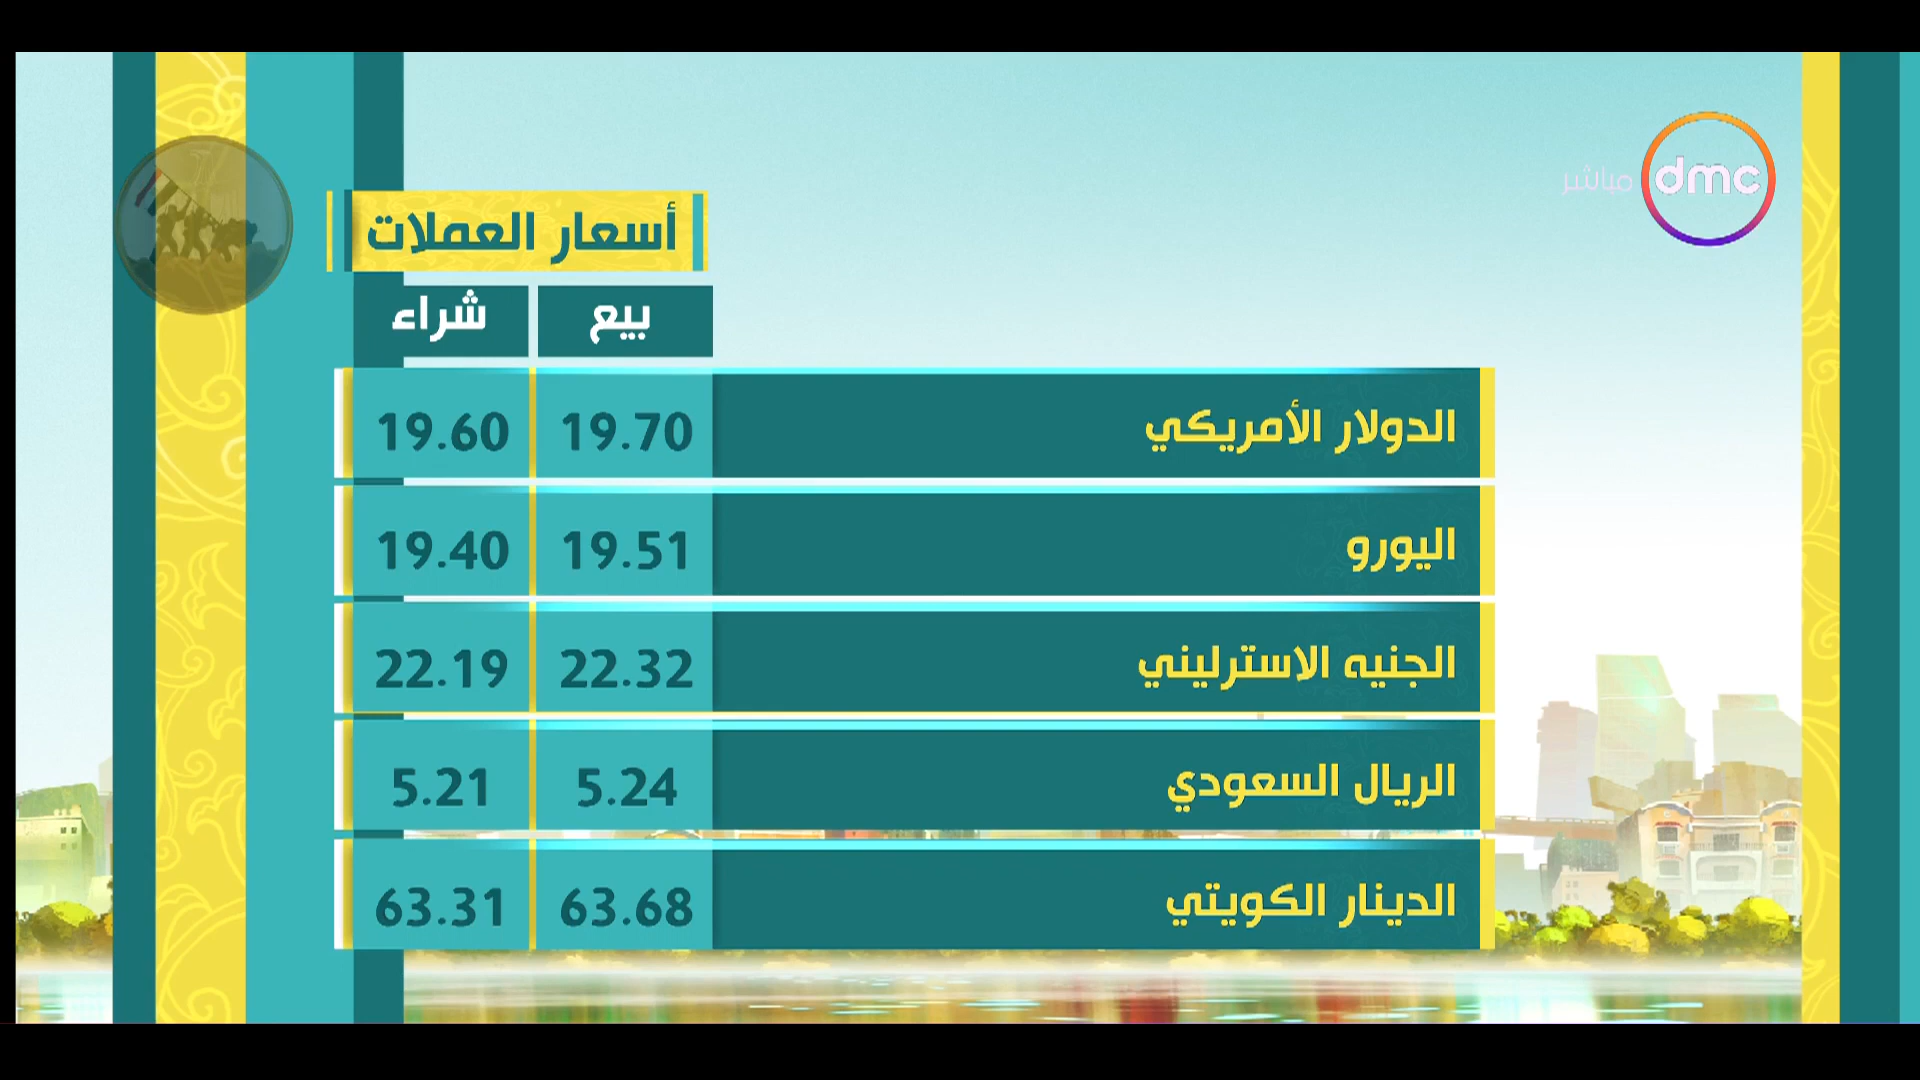 dmc مباشر
أسعار العملات
بيع شراء
الدولار الأمريكي 19.70 19.60
اليورو 19.51 19.40
الجنيه الاسترليني 22.32 22.19
الريال السعودي 5.24 5.21
الدينار الكويتي 63.68 63.31